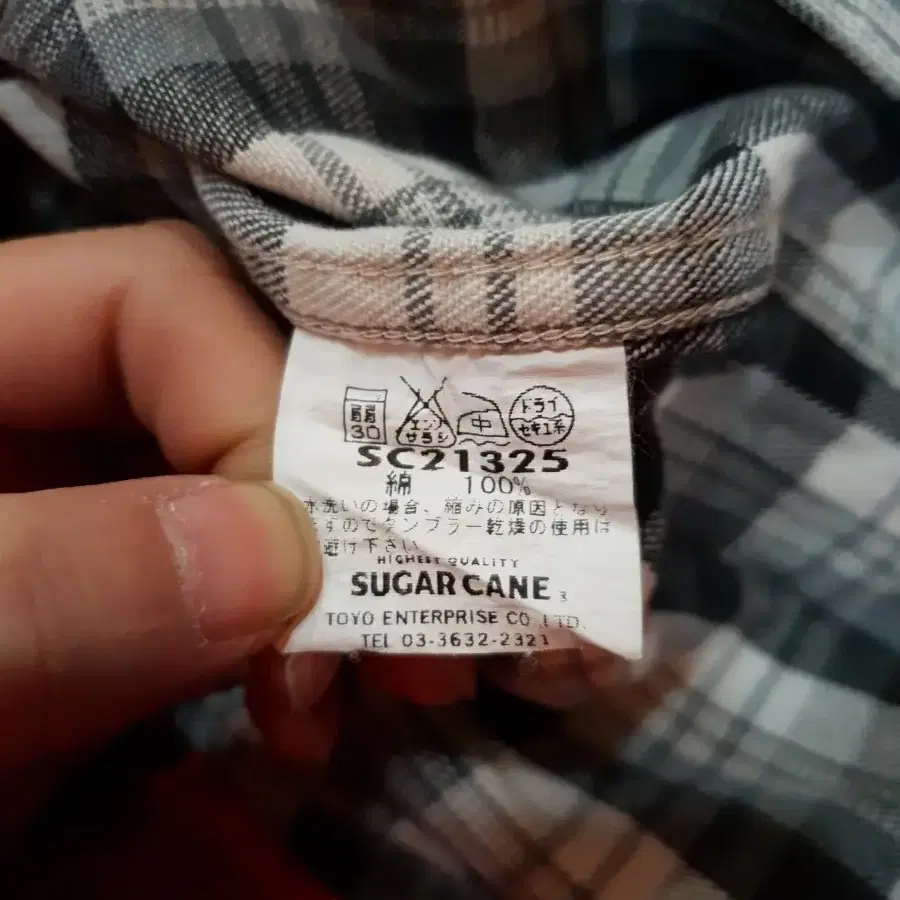 弱 30 エンソ サラシ 中 ドライ セキユ系
SC21325
綿 100%
水洗いの場合、縮みの原因となり
ますのでタンブラー乾燥の使用は
避け下さい
HIGHEST QUALITY
SUGAR CANE 3
TOYO ENTERPRISE CO.,LTD.
TEL 03-3632-2321